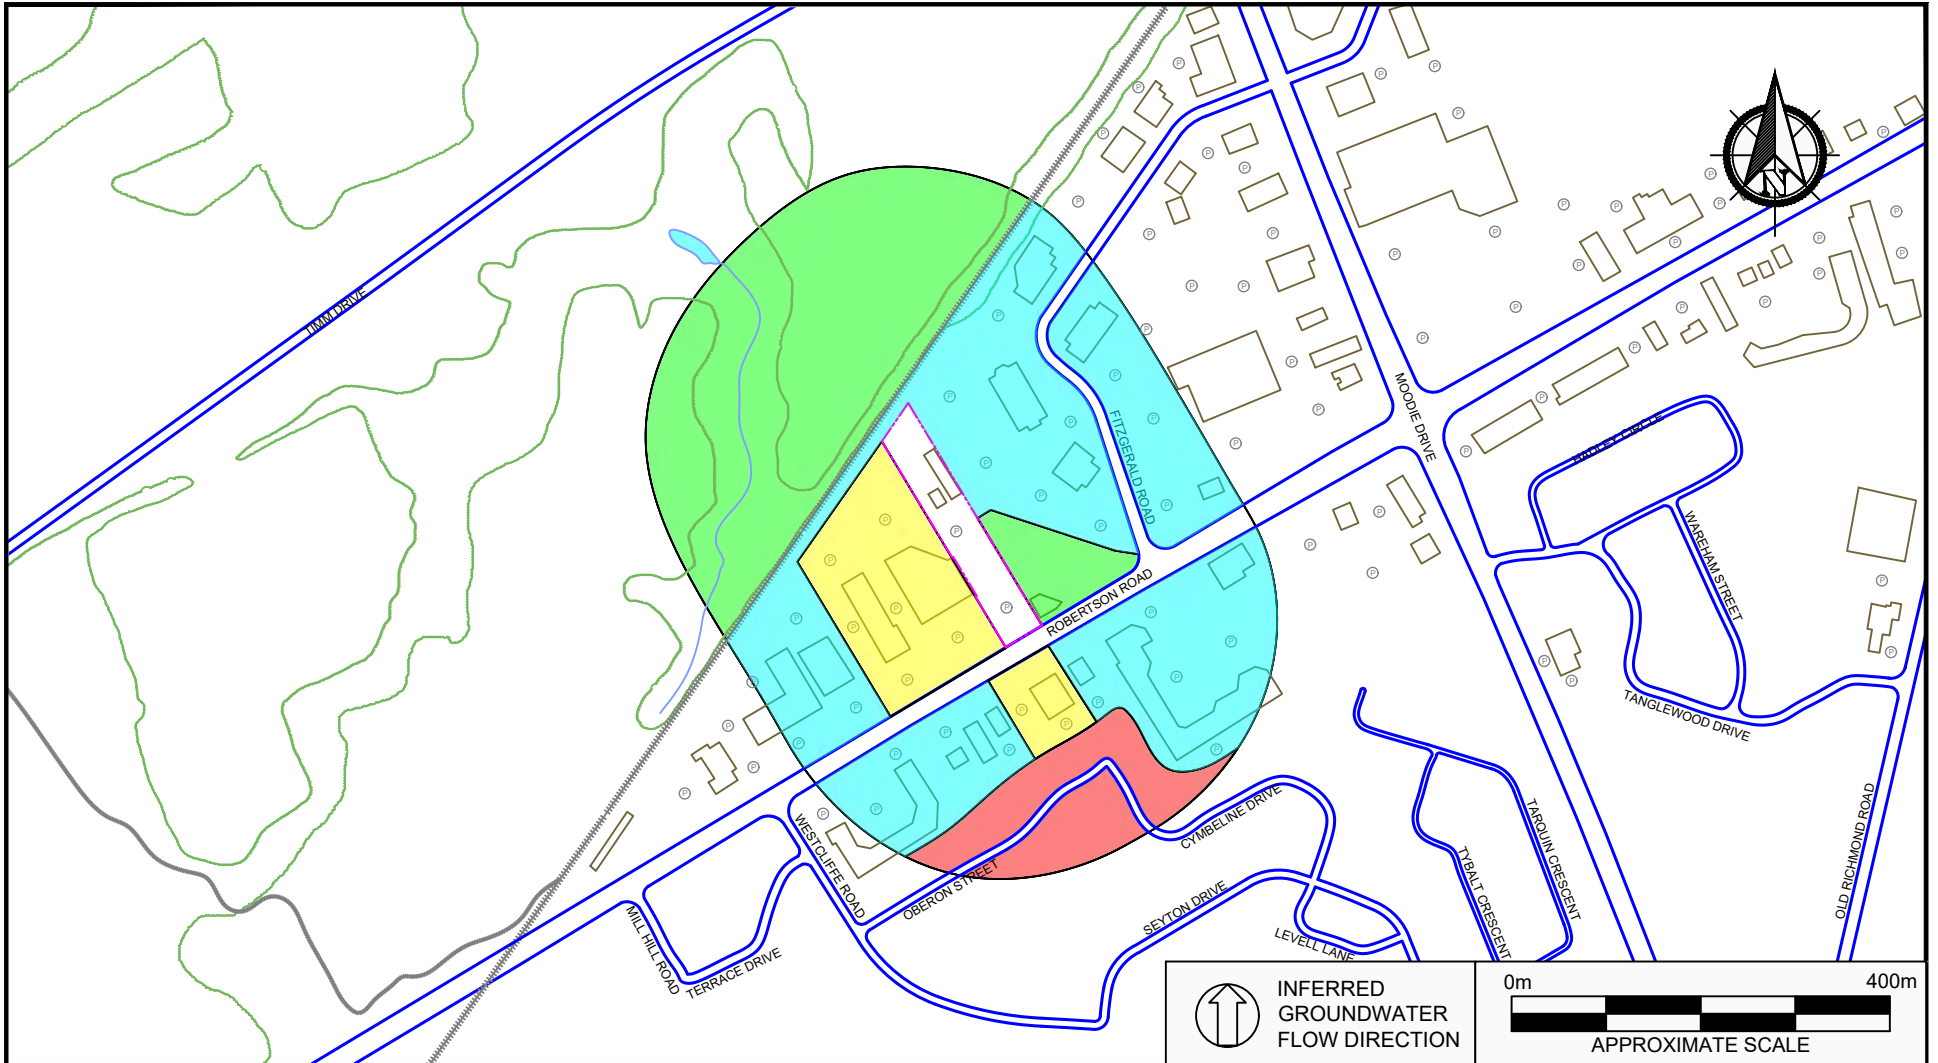 N
TIMM DRIVE
MOODIE DRIVE
FITZGERALD ROAD
HADLEY CIRCLE
WAREHAM STREET
ROBERTSON ROAD
TANGLEWOOD DRIVE
CYMBELINE DRIVE
WESTCLIFFE ROAD
OBERON STREET
SEYTON DRIVE
TARQUIN CRESCENT
TYBALT CRESCENT
OLD RICHMOND ROAD
MILL HILL ROAD
TERRACE DRIVE
LEVELL LANE
INFERRED
GROUNDWATER
FLOW DIRECTION
0m 400m
APPROXIMATE SCALE